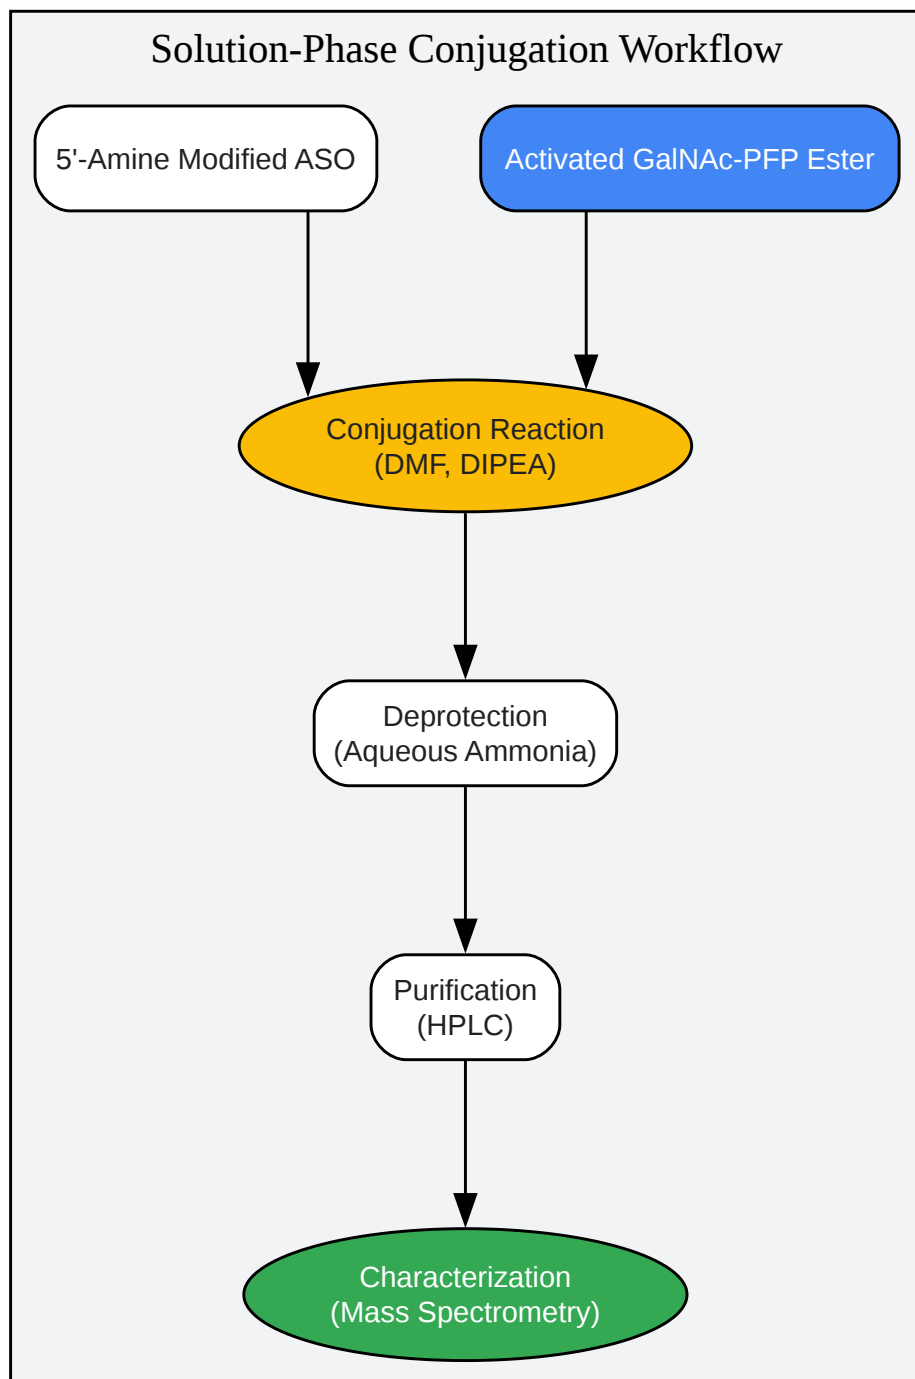 Solution-Phase Conjugation Workflow
5'-Amine Modified ASO
Activated GalNAc-PFP Ester
Conjugation Reaction
(DMF, DIPEA)
Deprotection
(Aqueous Ammonia)
Purification
(HPLC)
Characterization
(Mass Spectrometry)